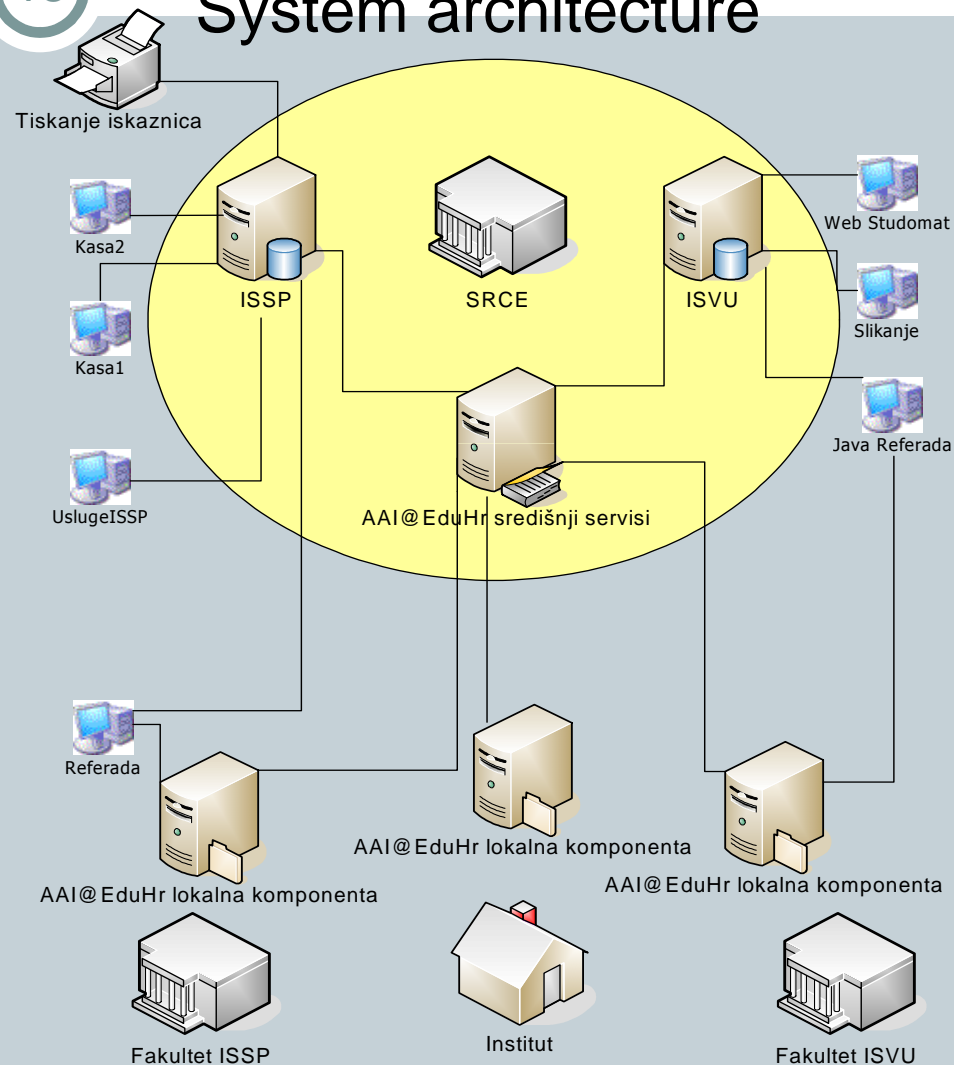 System architecture
Tiskanje iskaznica
Kasa2
Web Studomat
ISSP
SRCE
ISVU
Slikanje
Kasa1
Java Referada
UslugeISSP
AAI@EduHr središnji servisi
Referada
AAI@EduHr lokalna komponenta
AAI@EduHr lokalna komponenta
AAI@EduHr lokalna komponenta
Fakultet ISSP
Institut
Fakultet ISVU